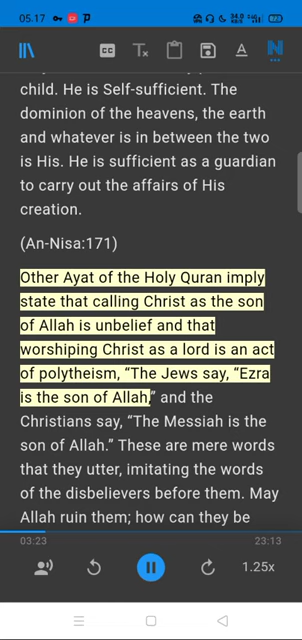 05.17
34.0
CC
child. He is Self-sufficient. The
dominion of the heavens, the earth
and whatever is in between the two
is His. He is sufficient as a guardian
to carry out the affairs of His
creation.
(An-Nisa:171)
Other Ayat of the Holy Quran imply
state that calling Christ as the son
of Allah is unbelief and that
worshiping Christ as a lord is an act
of polytheism, “The Jews say, “Ezra
is the son of Allah,” and the
Christians say, “The Messiah is the
son of Allah.” These are mere words
that they utter, imitating the words
of the disbelievers before them. May
Allah ruin them; how can they be
03:23 23:13
1.25x